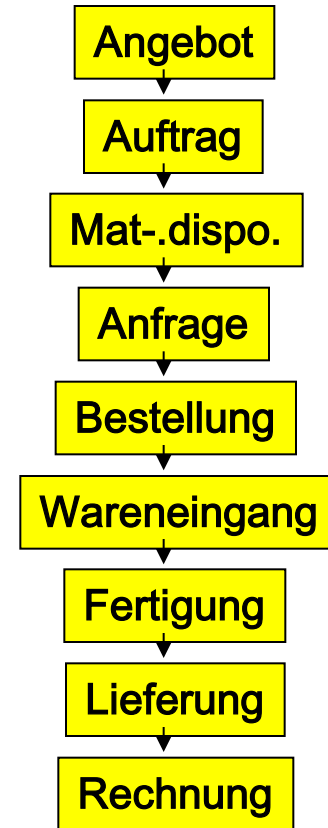 Angebot
Auftrag
Mat-.dispo.
Anfrage
Bestellung
Wareneingang
Fertigung
Lieferung
Rechnung